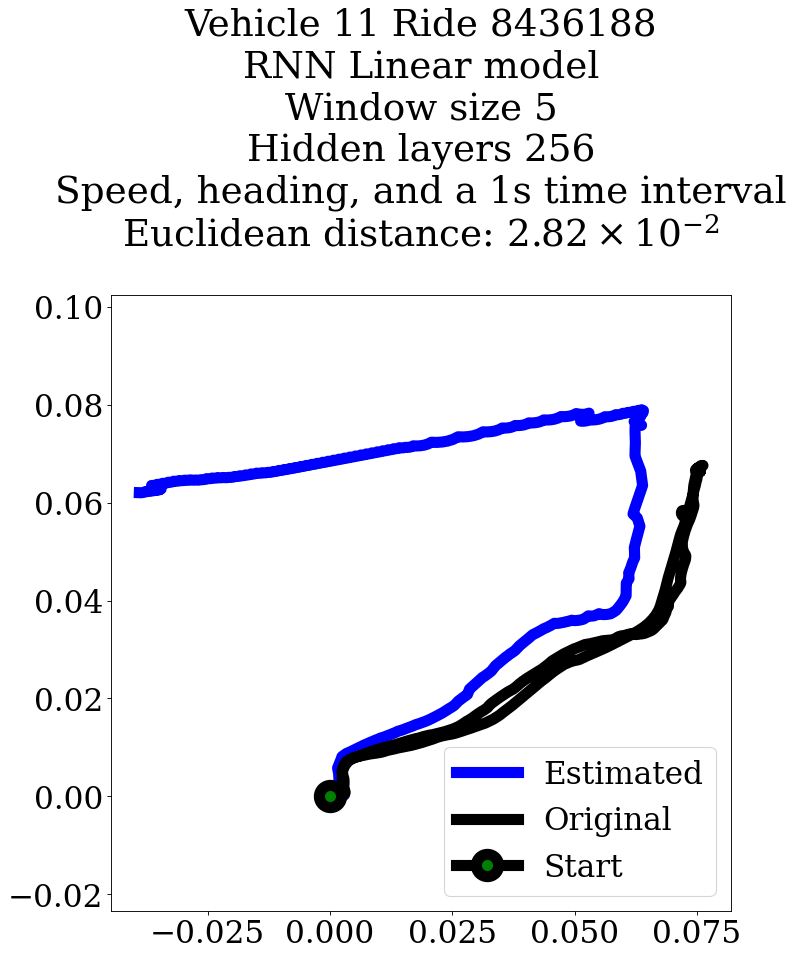 Vehicle 11 Ride 8436188
RNN Linear model
Window size 5
Hidden layers 256
Speed, heading, and a 1s time interval
Euclidean distance: 2.82 × 10⁻²
0.10
0.08
0.06
0.04
0.02
0.00
−0.02
−0.025 0.000 0.025 0.050 0.075
Estimated
Original
Start